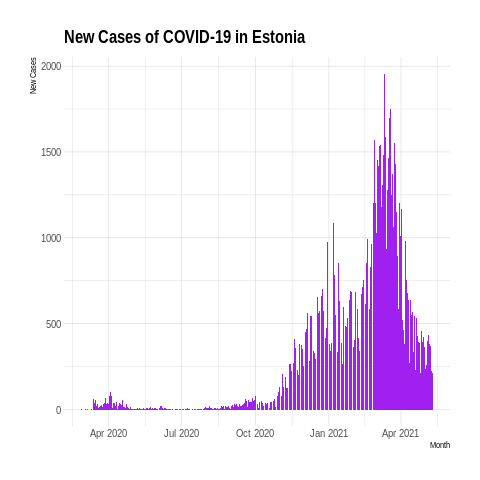 New Cases of COVID-19 in Estonia
New Cases
2000
1500
1000
500
0
Apr 2020
Jul 2020
Oct 2020
Jan 2021
Apr 2021
Month